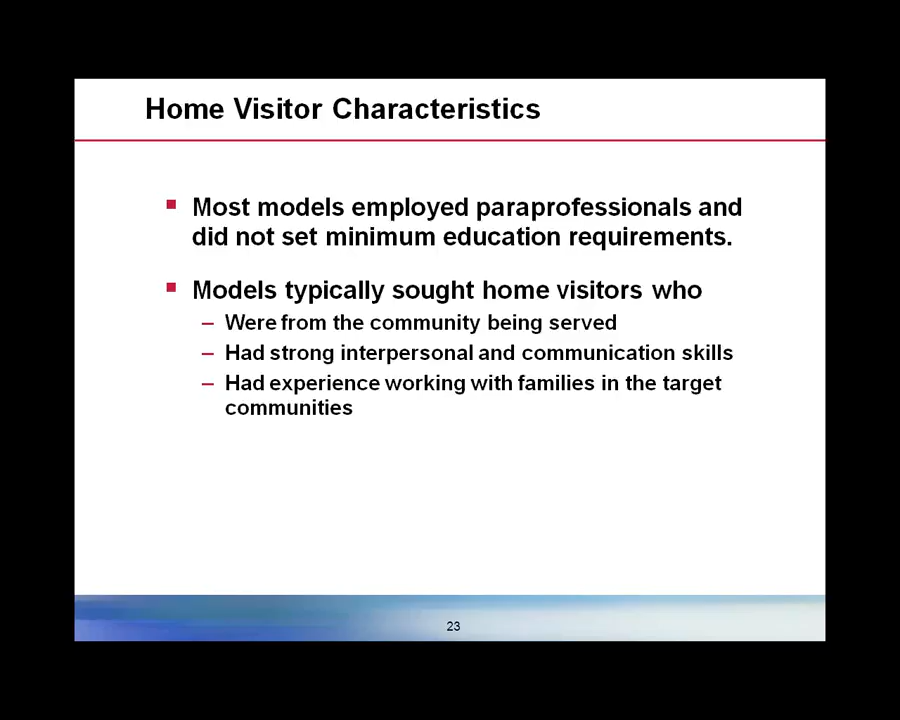 Home Visitor Characteristics
▪ Most models employed paraprofessionals and
did not set minimum education requirements.
▪ Models typically sought home visitors who
– Were from the community being served
– Had strong interpersonal and communication skills
– Had experience working with families in the target
communities
23